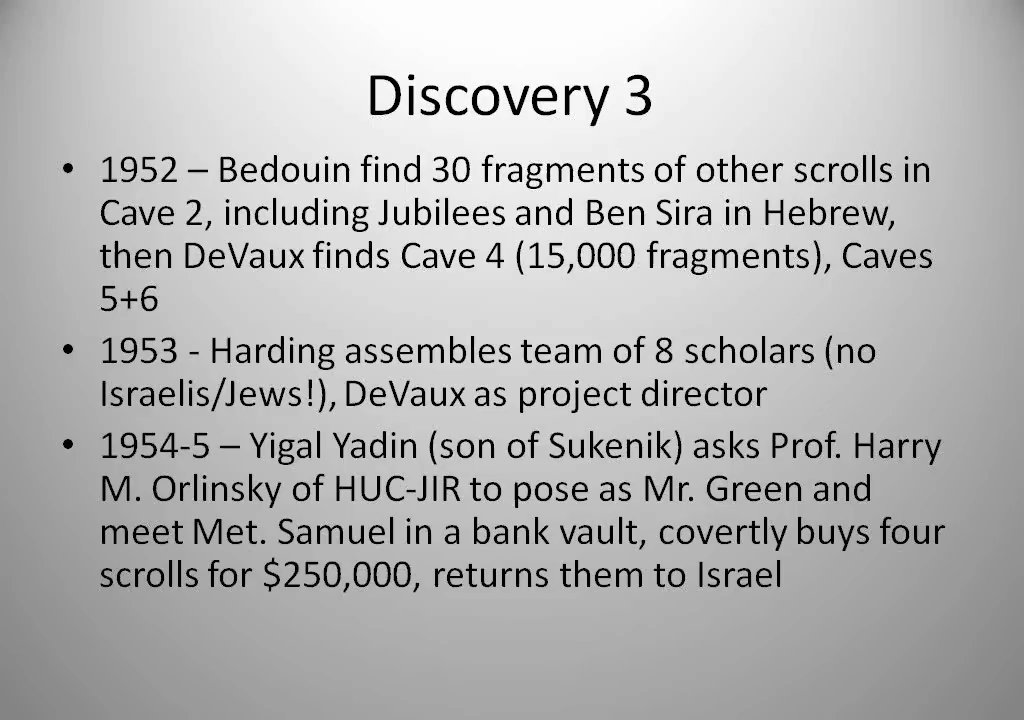 Discovery 3
• 1952 – Bedouin find 30 fragments of other scrolls in
Cave 2, including Jubilees and Ben Sira in Hebrew,
then DeVaux finds Cave 4 (15,000 fragments), Caves
5+6
• 1953 - Harding assembles team of 8 scholars (no
Israelis/Jews!), DeVaux as project director
• 1954-5 – Yigal Yadin (son of Sukenik) asks Prof. Harry
M. Orlinsky of HUC-JIR to pose as Mr. Green and
meet Met. Samuel in a bank vault, covertly buys four
scrolls for $250,000, returns them to Israel